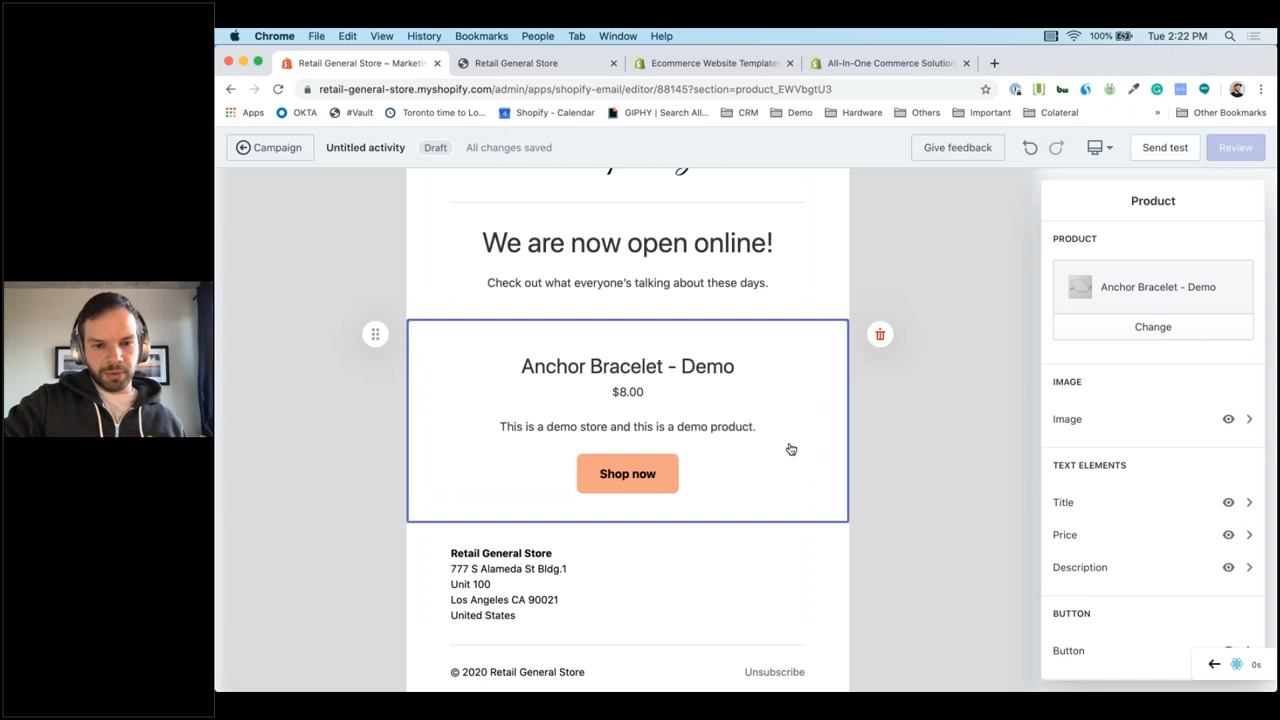 Chrome File Edit View History Bookmarks People Tab Window Help 100% Tue 2:22 PM
Retail General Store ~ Marketin Retail General Store Ecommerce Website Templates All-In-One Commerce Solution
retail-general-store.myshopify.com/admin/apps/shopify-email/editor/88145?section=product_EWVbgtU3
Apps OKTA #Vault Toronto time to Lo... Shopify - Calendar GIPHY | Search All... CRM Demo Hardware Others Important Colateral » Other Bookmarks
Campaign Untitled activity Draft All changes saved Give feedback Send test Review
Product
PRODUCT
Anchor Bracelet - Demo
Change
IMAGE
Image
TEXT ELEMENTS
Title
Price
Description
BUTTON
Button
0s
We are now open online!
Check out what everyone's talking about these days.
Anchor Bracelet - Demo
$8.00
This is a demo store and this is a demo product.
Shop now
Retail General Store
777 S Alameda St Bldg.1
Unit 100
Los Angeles CA 90021
United States
© 2020 Retail General Store Unsubscribe